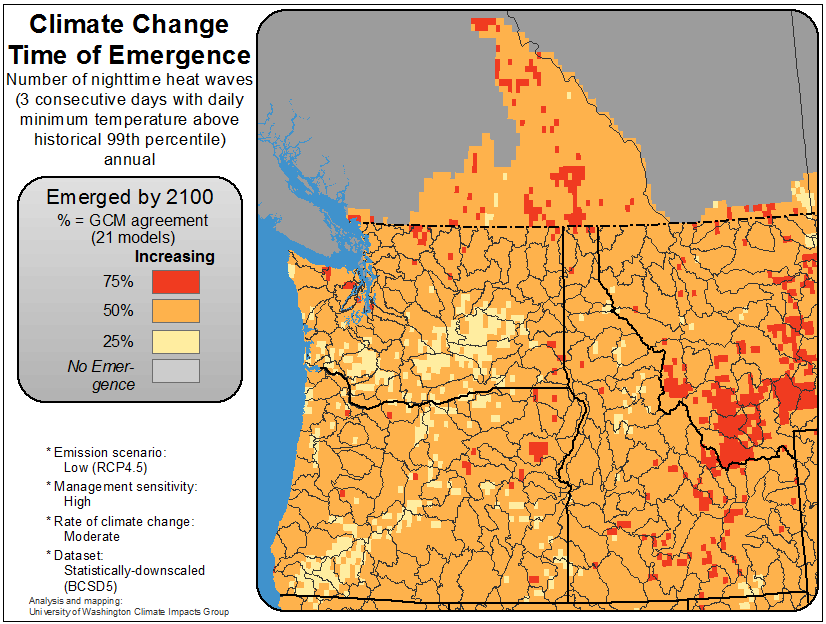 Climate Change
Time of Emergence
Number of nighttime heat waves
(3 consecutive days with daily
minimum temperature above
historical 99th percentile)
annual
Emerged by 2100
% = GCM agreement
(21 models)
Increasing
75%
50%
25%
No Emer-
gence
* Emission scenario:
Low (RCP4.5)
* Management sensitivity:
High
* Rate of climate change:
Moderate
* Dataset:
Statistically-downscaled
(BCSD5)
Analysis and mapping:
University of Washington Climate Impacts Group